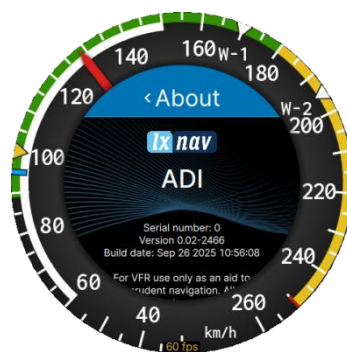 140
160
W-1
180
120
<About
W-2
200
lx nav
100
ADI
220
Serial number: 0
80
Version 0.02-2466
Build date: Sep 26 2025 10:56:08
240
60
For VFR use only as an aid to
prudent navigation.
260
40
km/h
60 fps